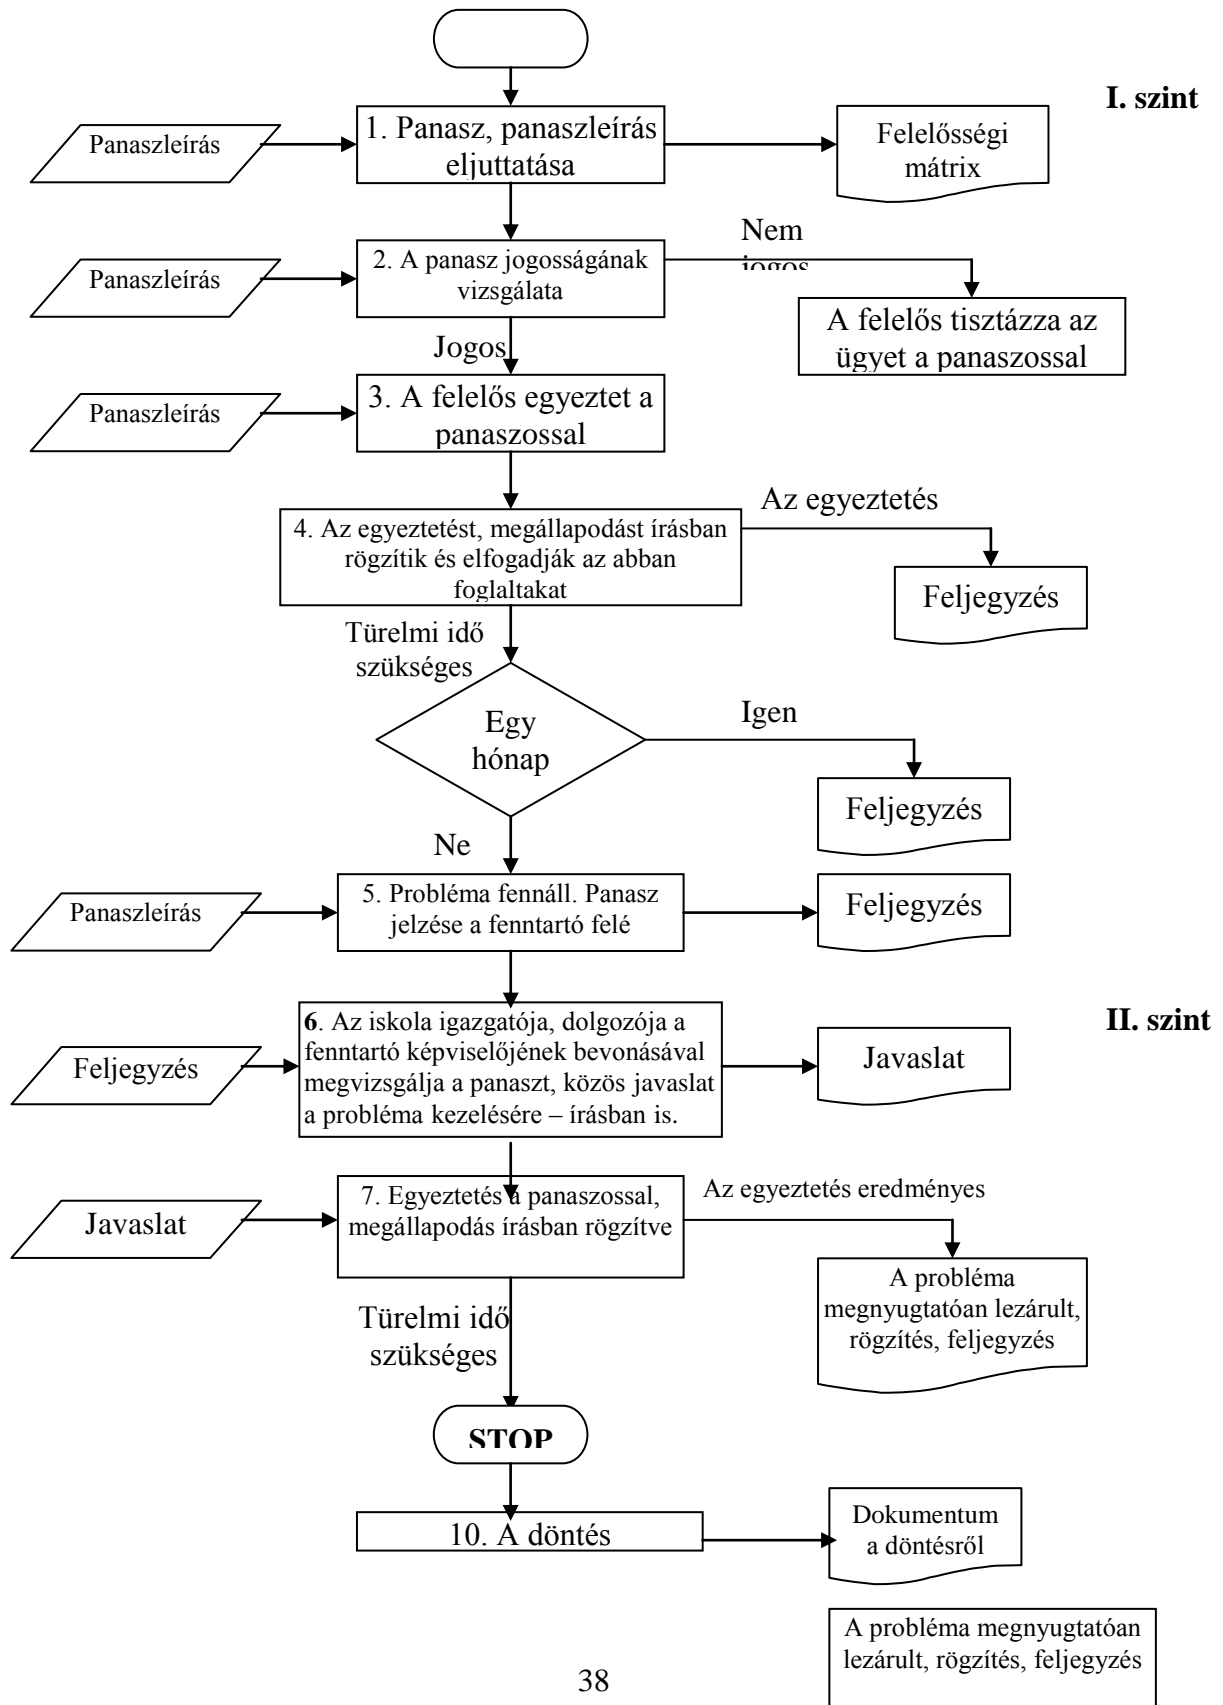 I. szint
Panaszleírás
1. Panasz, panaszleírás
eljuttatása
Felelősségi
mátrix
Nem
jogos
Panaszleírás
2. A panasz jogosságának
vizsgálata
A felelős tisztázza az
ügyet a panaszossal
Jogos
Panaszleírás
3. A felelős egyeztet a
panaszossal
Az egyeztetés
4. Az egyeztetést, megállapodást írásban
rögzítik és elfogadják az abban
foglaltakat
Feljegyzés
Türelmi idő
szükséges
Egy
hónap
Igen
Feljegyzés
Ne
Panaszleírás
5. Probléma fennáll. Panasz
jelzése a fenntartó felé
Feljegyzés
II. szint
Feljegyzés
6. Az iskola igazgatója, dolgozója a
fenntartó képviselőjének bevonásával
megvizsgálja a panaszt, közös javaslat
a probléma kezelésére – írásban is.
Javaslat
Javaslat
7. Egyeztetés a panaszossal,
megállapodás írásban rögzítve
Az egyeztetés eredményes
A probléma
megnyugtatóan lezárult,
rögzítés, feljegyzés
Türelmi idő
szükséges
STOP
10. A döntés
Dokumentum
a döntésről
A probléma megnyugtatóan
lezárult, rögzítés, feljegyzés
38